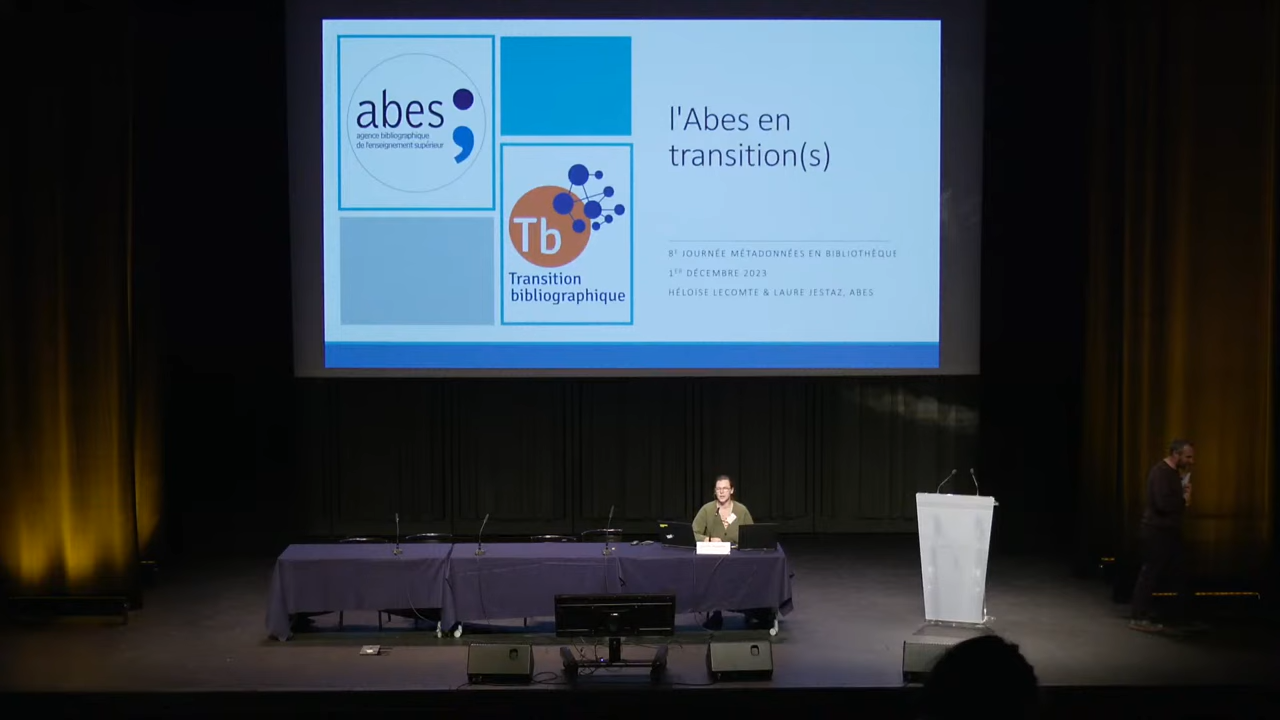 abes
agence bibliographique
de l'enseignement supérieur
Tb
Transition
bibliographique
l'Abes en
transition(s)
8E JOURNÉE MÉTADONNÉES EN BIBLIOTHÈQUE
1ER DÉCEMBRE 2023
HÉLOÏSE LECOMTE & LAURE JESTAZ, ABES